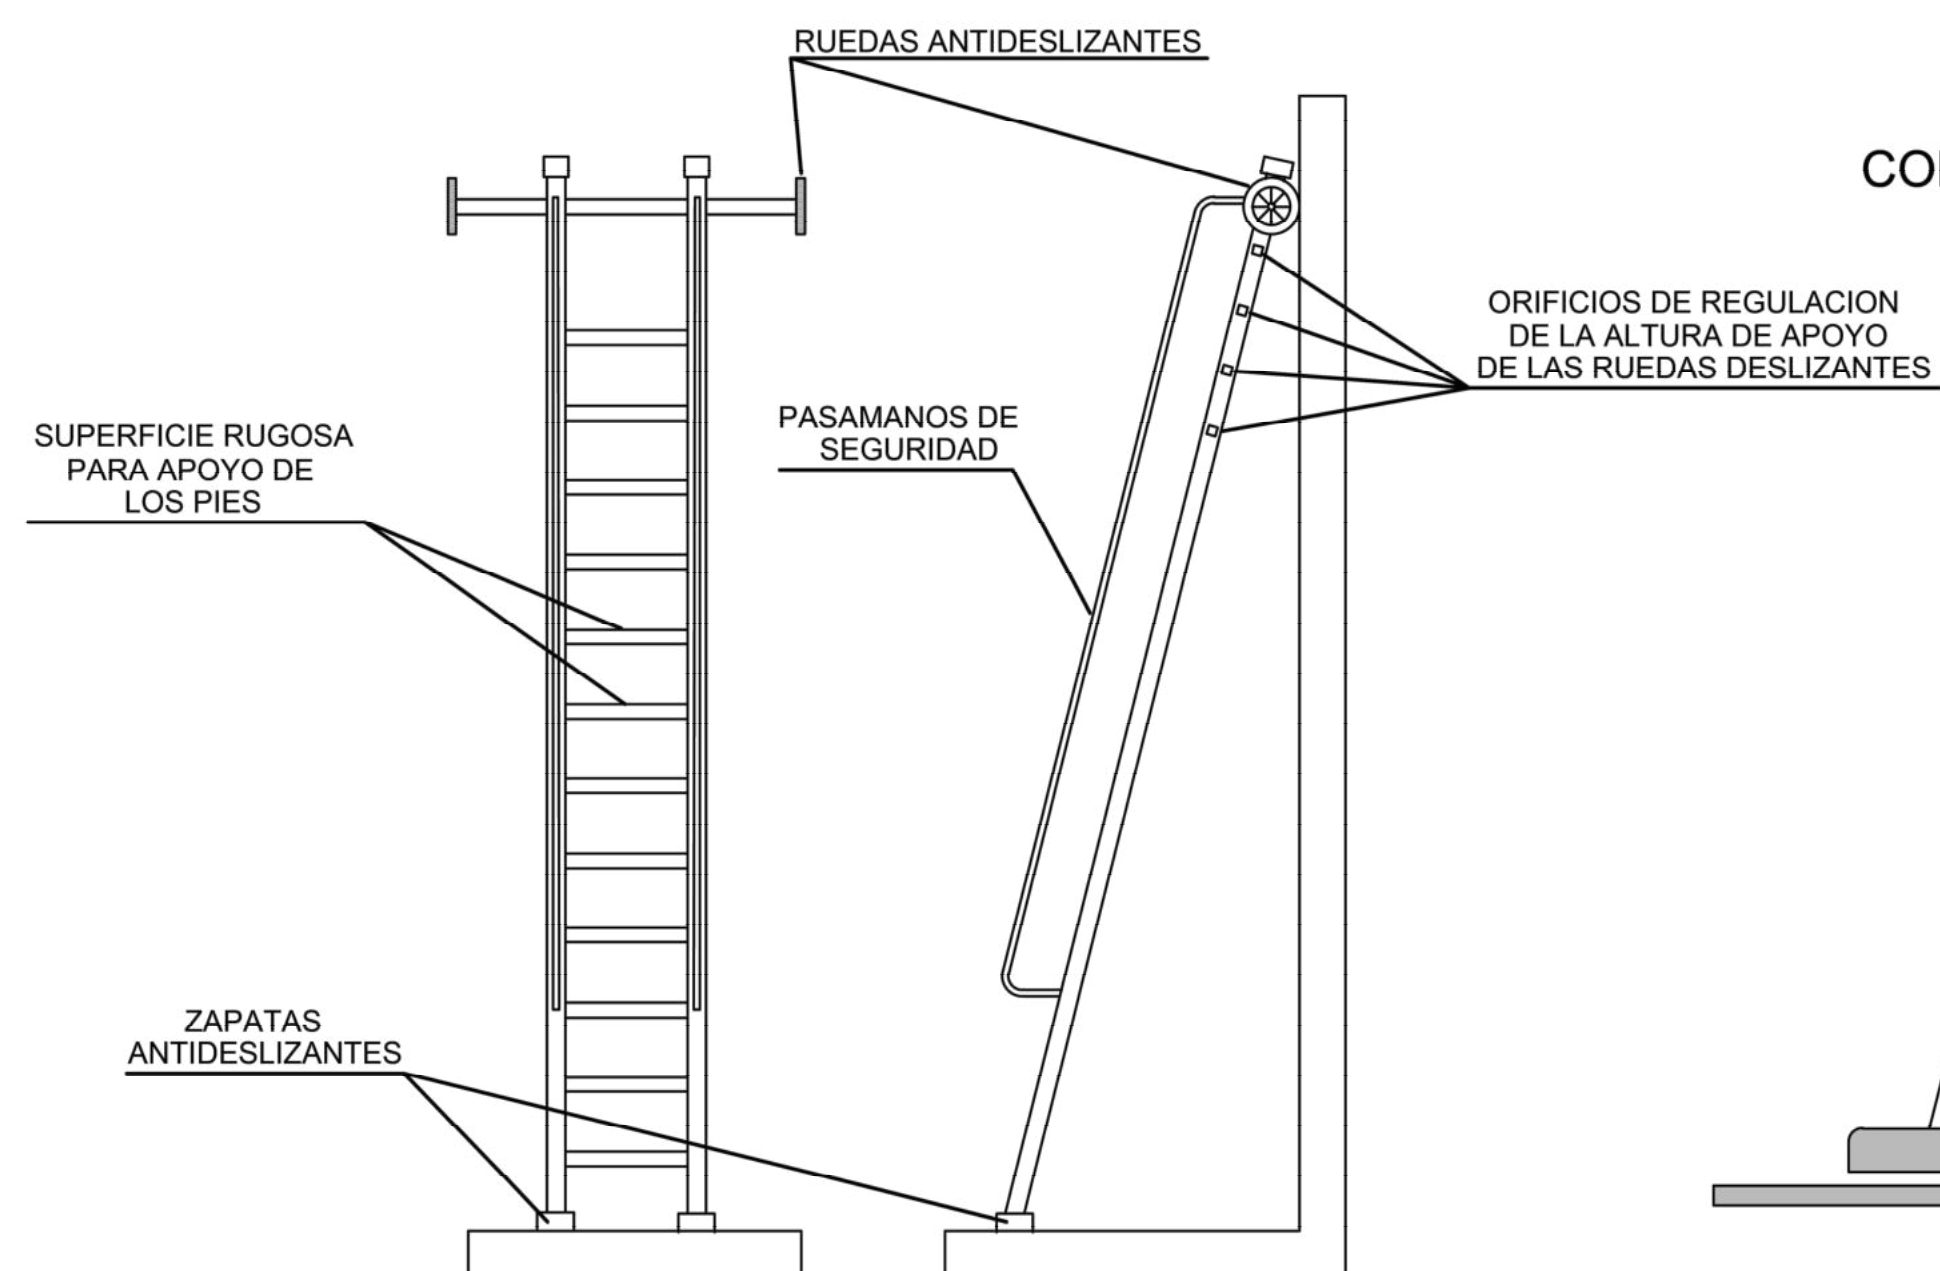 RUEDAS ANTIDESLIZANTES
ORIFICIOS DE REGULACION
DE LA ALTURA DE APOYO
DE LAS RUEDAS DESLIZANTES
PASAMANOS DE
SEGURIDAD
SUPERFICIE RUGOSA
PARA APOYO DE
LOS PIES
ZAPATAS
ANTIDESLIZANTES